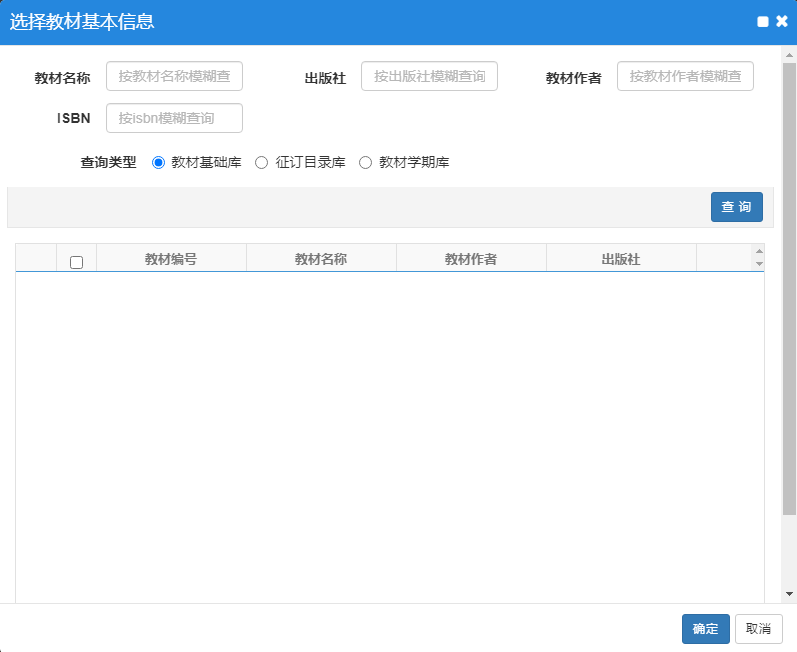 选择教材基本信息
教材名称 按教材名称模糊查 出版社 按出版社模糊查询 教材作者 按教材作者模糊查
ISBN 按isbn模糊查询
查询类型 教材基础库 征订目录库 教材学期库
查 询
教材编号 教材名称 教材作者 出版社
确定 取消